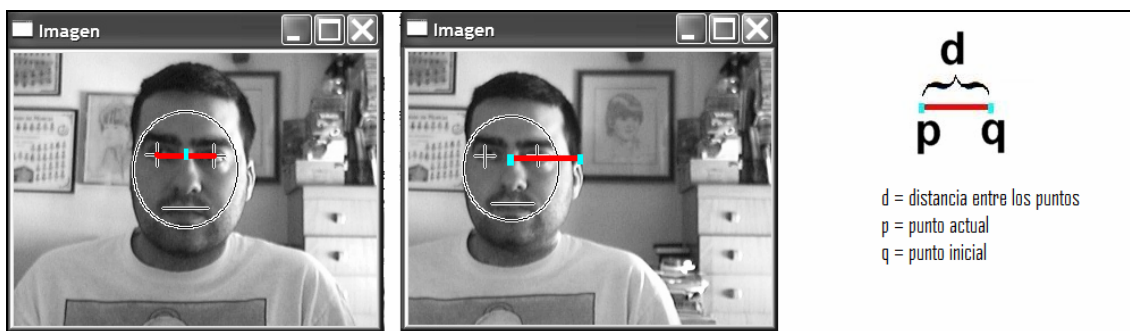 Imagen
Imagen
d
p q
d = distancia entre los puntos
p = punto actual
q = punto inicial